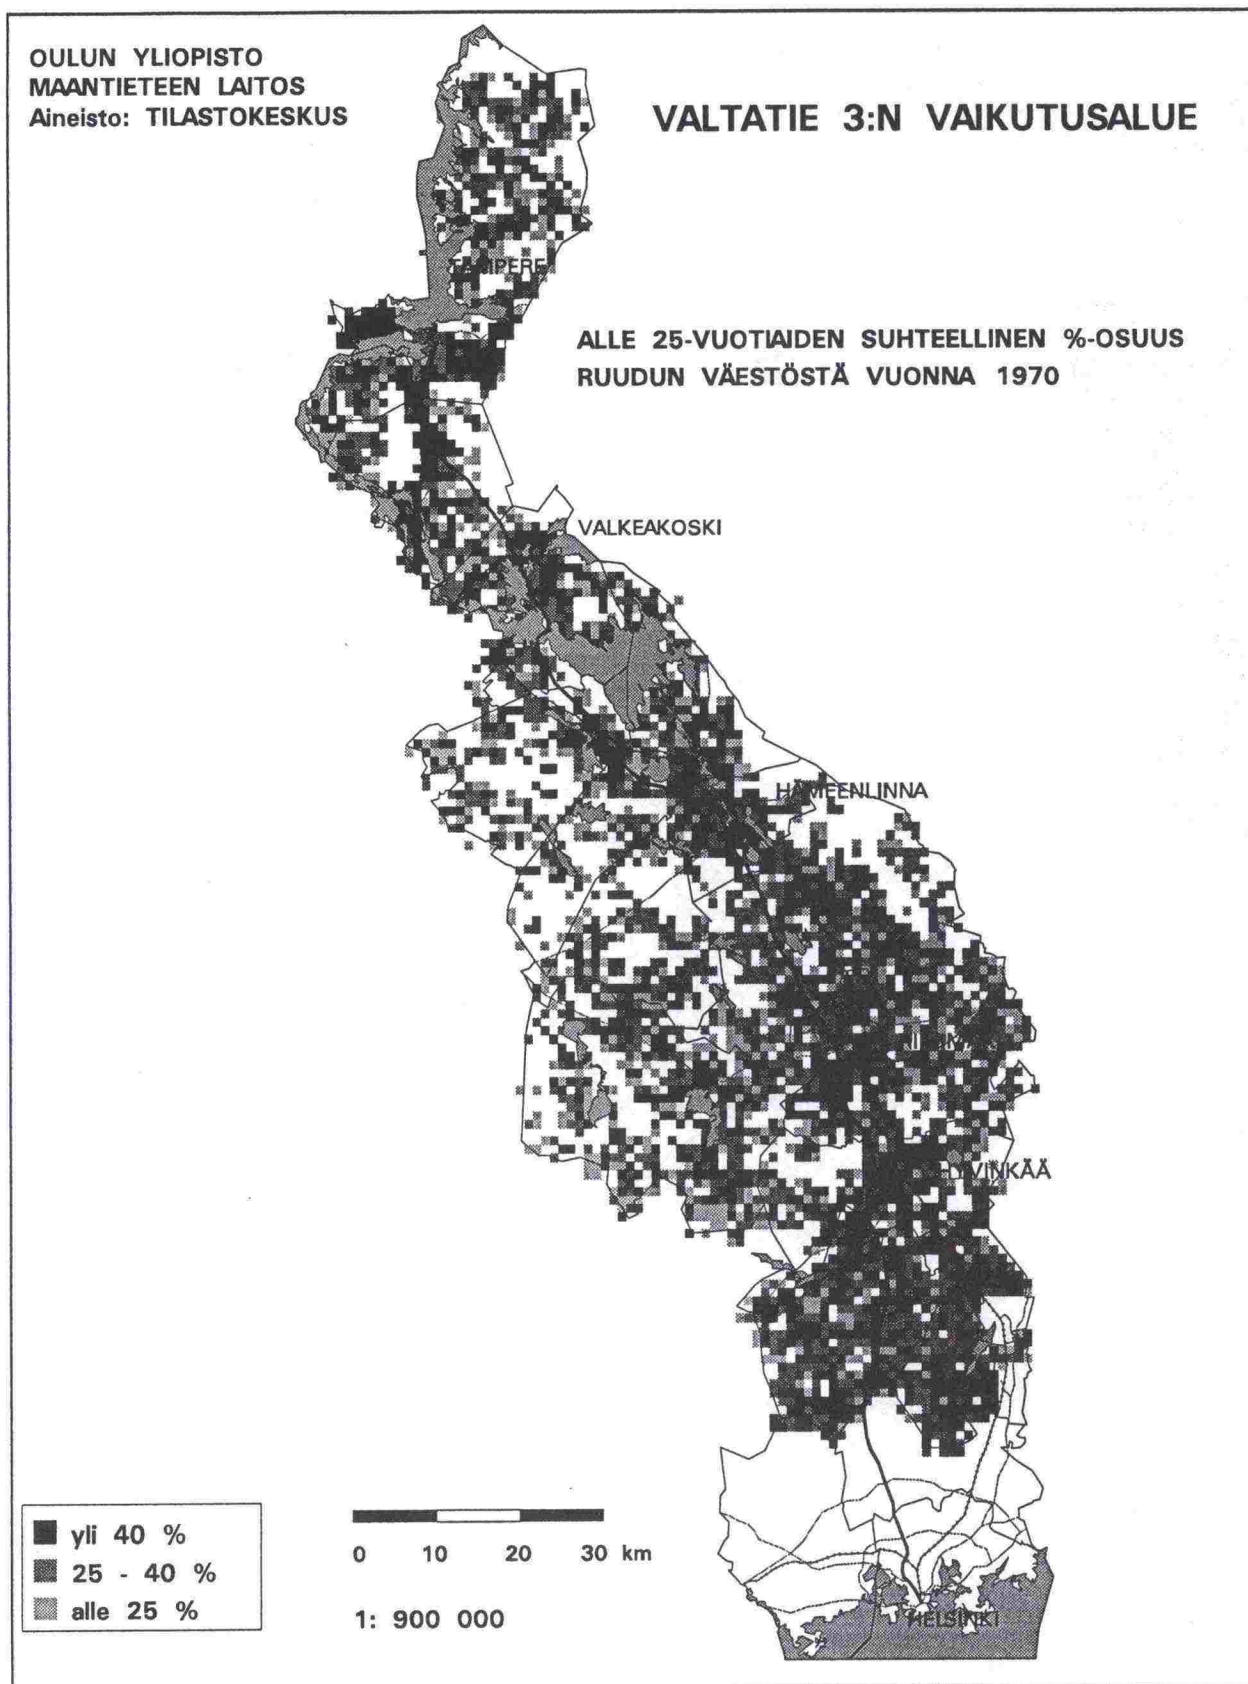 OULUN YLIOPISTO
MAANTIETEEN LAITOS
Aineisto: TILASTOKESKUS
VALTATIE 3:N VAIKUTUSALUE
TAMPERE
ALLE 25-VUOTIAIDEN SUHTEELLINEN %-OSUUS
RUUDUN VÄESTÖSTÄ VUONNA 1970
VALKEAKOSKI
HÄMEENLINNA
HYVINKÄÄ
yli 40 %
25 - 40 %
alle 25 %
0 10 20 30 km
1: 900 000
HELSINKI